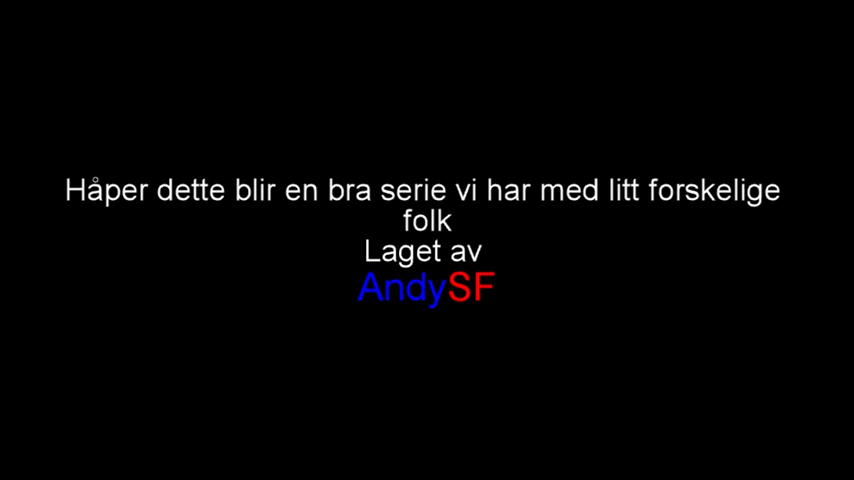 Håper dette blir en bra serie vi har med litt forskelige
folk
Laget av
AndySF